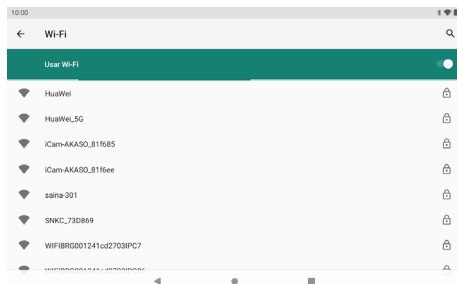 10:00
Wi-Fi
Usar Wi-Fi
HuaWei
HuaWei_5G
iCam-AKASO_81f685
iCam-AKASO_81f6ee
saina-301
SNKC_73D869
WIFIBRG001241cd2703IPC7